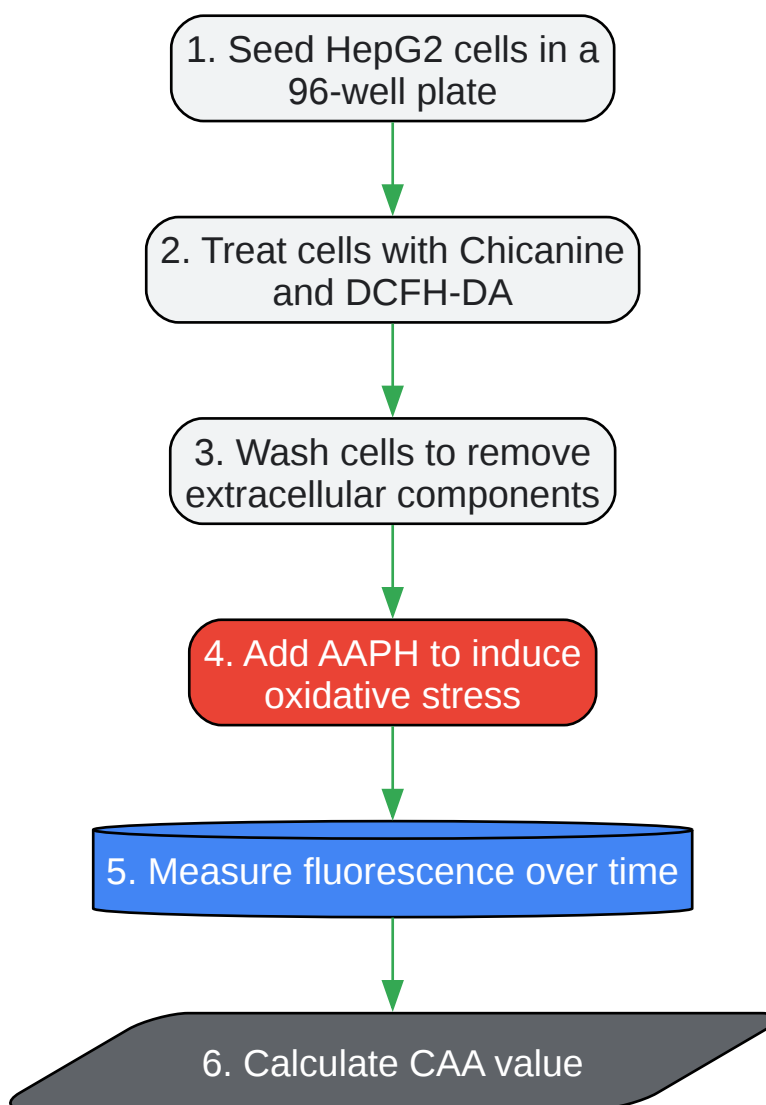 1. Seed HepG2 cells in a
96-well plate
2. Treat cells with Chicanine
and DCFH-DA
3. Wash cells to remove
extracellular components
4. Add AAPH to induce
oxidative stress
5. Measure fluorescence over time
6. Calculate CAA value